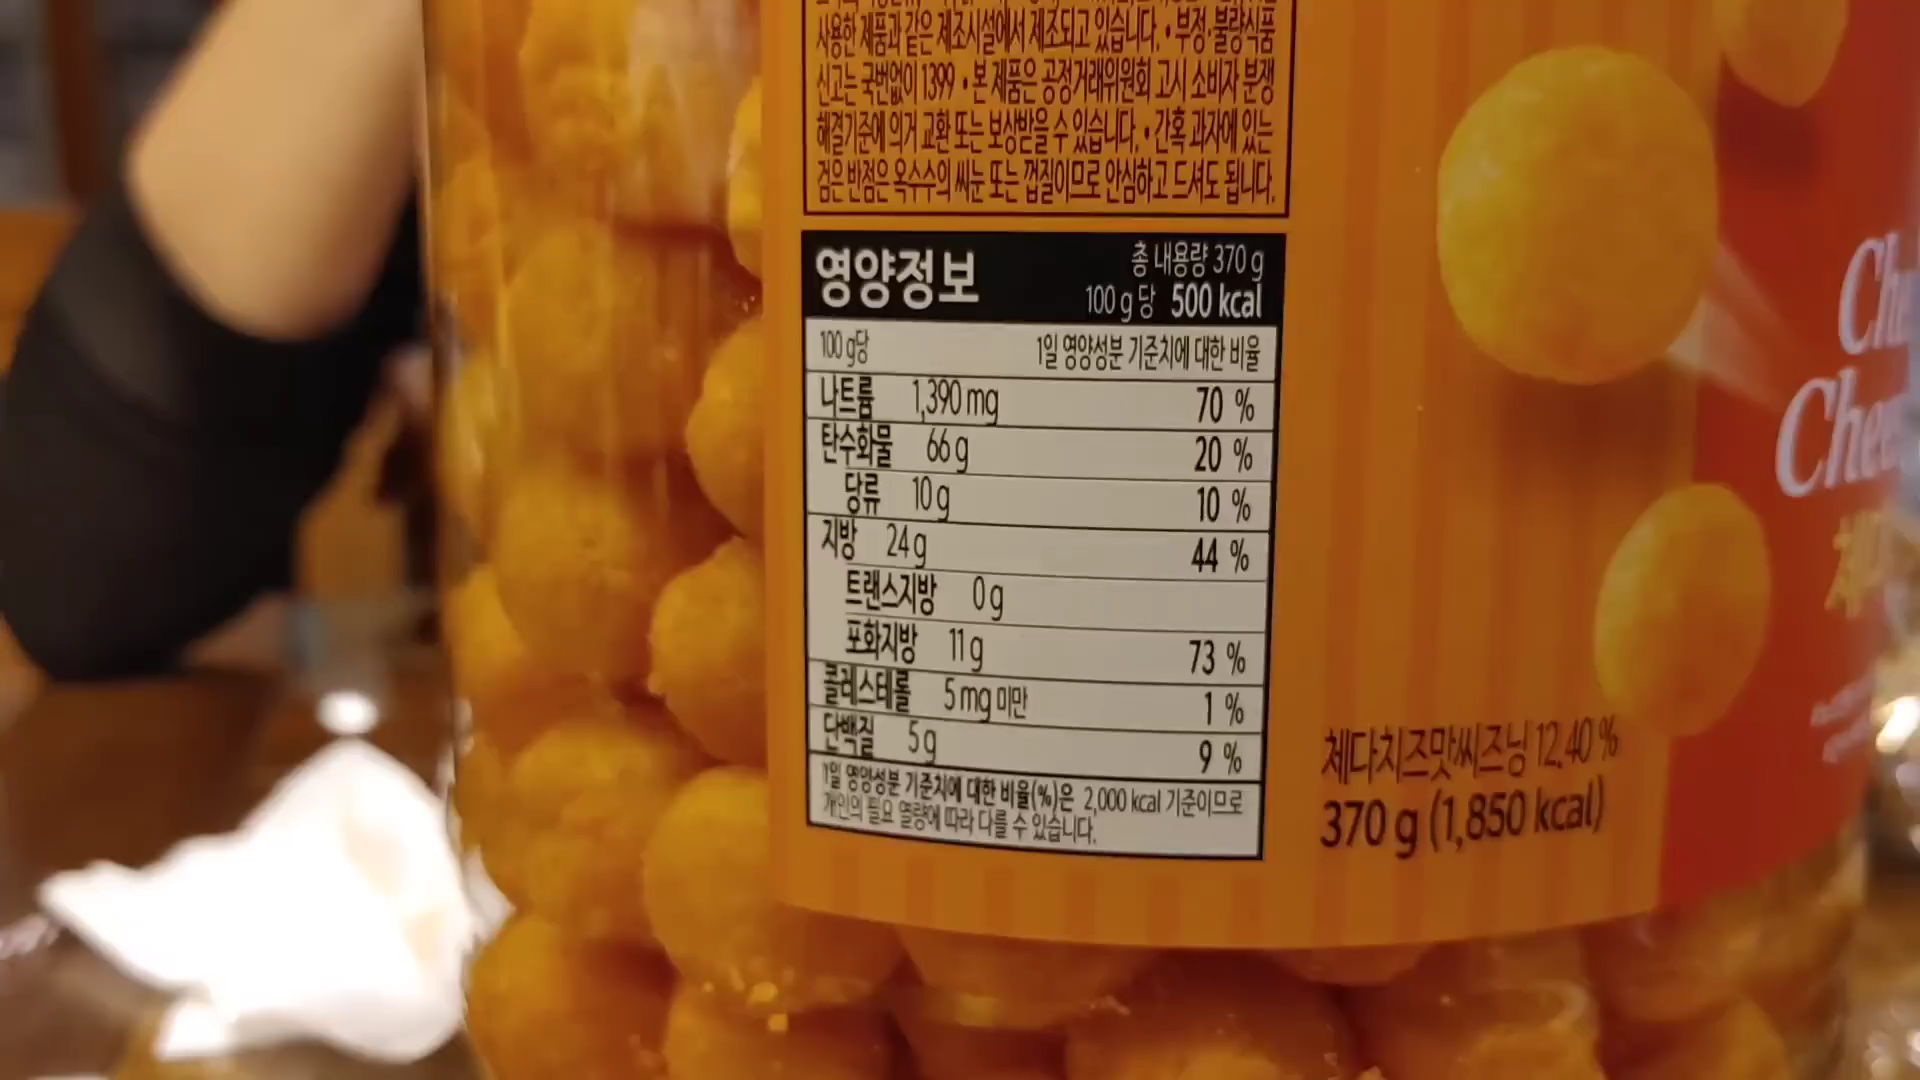 사용한 제품과 같은 제조시설에서 제조되고 있습니다. • 부정·불량식품
신고는 국번없이 1399 • 본 제품은 공정거래위원회 고시 소비자 분쟁
해결기준에 의거 교환 또는 보상받을 수 있습니다. • 간혹 과자에 있는
검은 반점은 옥수수의 씨눈 또는 껍질이므로 안심하고 드셔도 됩니다.
영양정보
총 내용량 370 g
100 g 당 500 kcal
100 g당 1일 영양성분 기준치에 대한 비율
나트륨 1,390 mg 70 %
탄수화물 66 g 20 %
당류 10 g 10 %
지방 24 g 44 %
트랜스지방 0 g
포화지방 11 g 73 %
콜레스테롤 5 mg 미만 1 %
단백질 5 g 9 %
1일 영양성분 기준치에 대한 비율(%)은 2,000 kcal 기준이므로
개인의 필요 열량에 따라 다를 수 있습니다.
체다치즈맛씨즈닝 12.40 %
370 g (1,850 kcal)